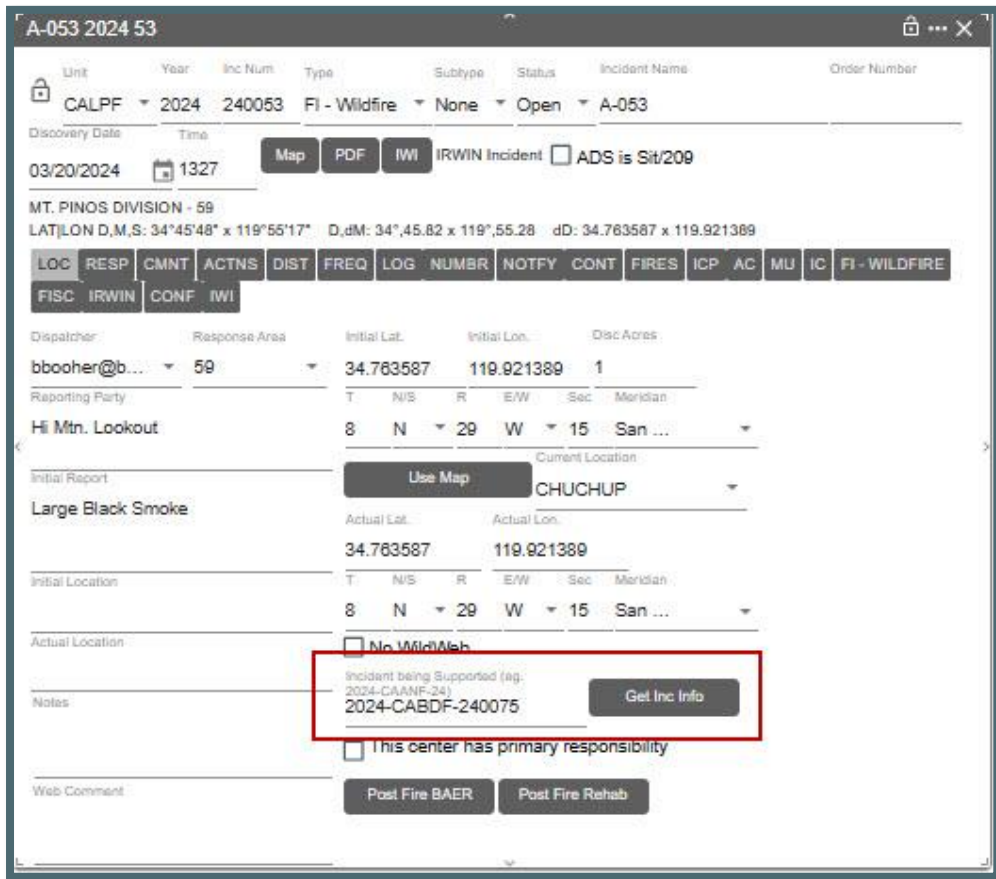 A-053 2024 53
Unit Year Inc Num Type Subtype Status Incident Name Order Number
CALPF 2024 240053 FI - Wildfire None Open A-053
Discovery Date Time
03/20/2024 1327 Map PDF IWI IRWIN Incident ADS is Sit/209
MT. PINOS DIVISION - 59
LAT|LON D,M,S: 34°45'48" x 119°55'17" D,dM: 34°,45.82 x 119°,55.28 dD: 34.763587 x 119.921389
LOC RESP CMNT ACTNS DIST FREQ LOG NUMBR NOTFY CONT FIRES ICP AC MU IC FI - WILDFIRE
FISC IRWIN CONF IWI
Dispatcher Response Area Initial Lat. Initial Lon. Disc Acres
bbooher@b... 59 34.763587 119.921389 1
Reporting Party T N/S R E/W Sec Meridian
Hi Mtn. Lookout 8 N 29 W 15 San ...
Current Location
Initial Report Use Map CHUCHUP
Large Black Smoke
Actual Lat. Actual Lon.
34.763587 119.921389
Initial Location T N/S R E/W Sec Meridian
8 N 29 W 15 San ...
Actual Location No WildWeb
Incident being Supported (eg.
2024-CAANF-24)
Notes 2024-CABDF-240075 Get Inc Info
This center has primary responsibility
Web Comment Post Fire BAER Post Fire Rehab